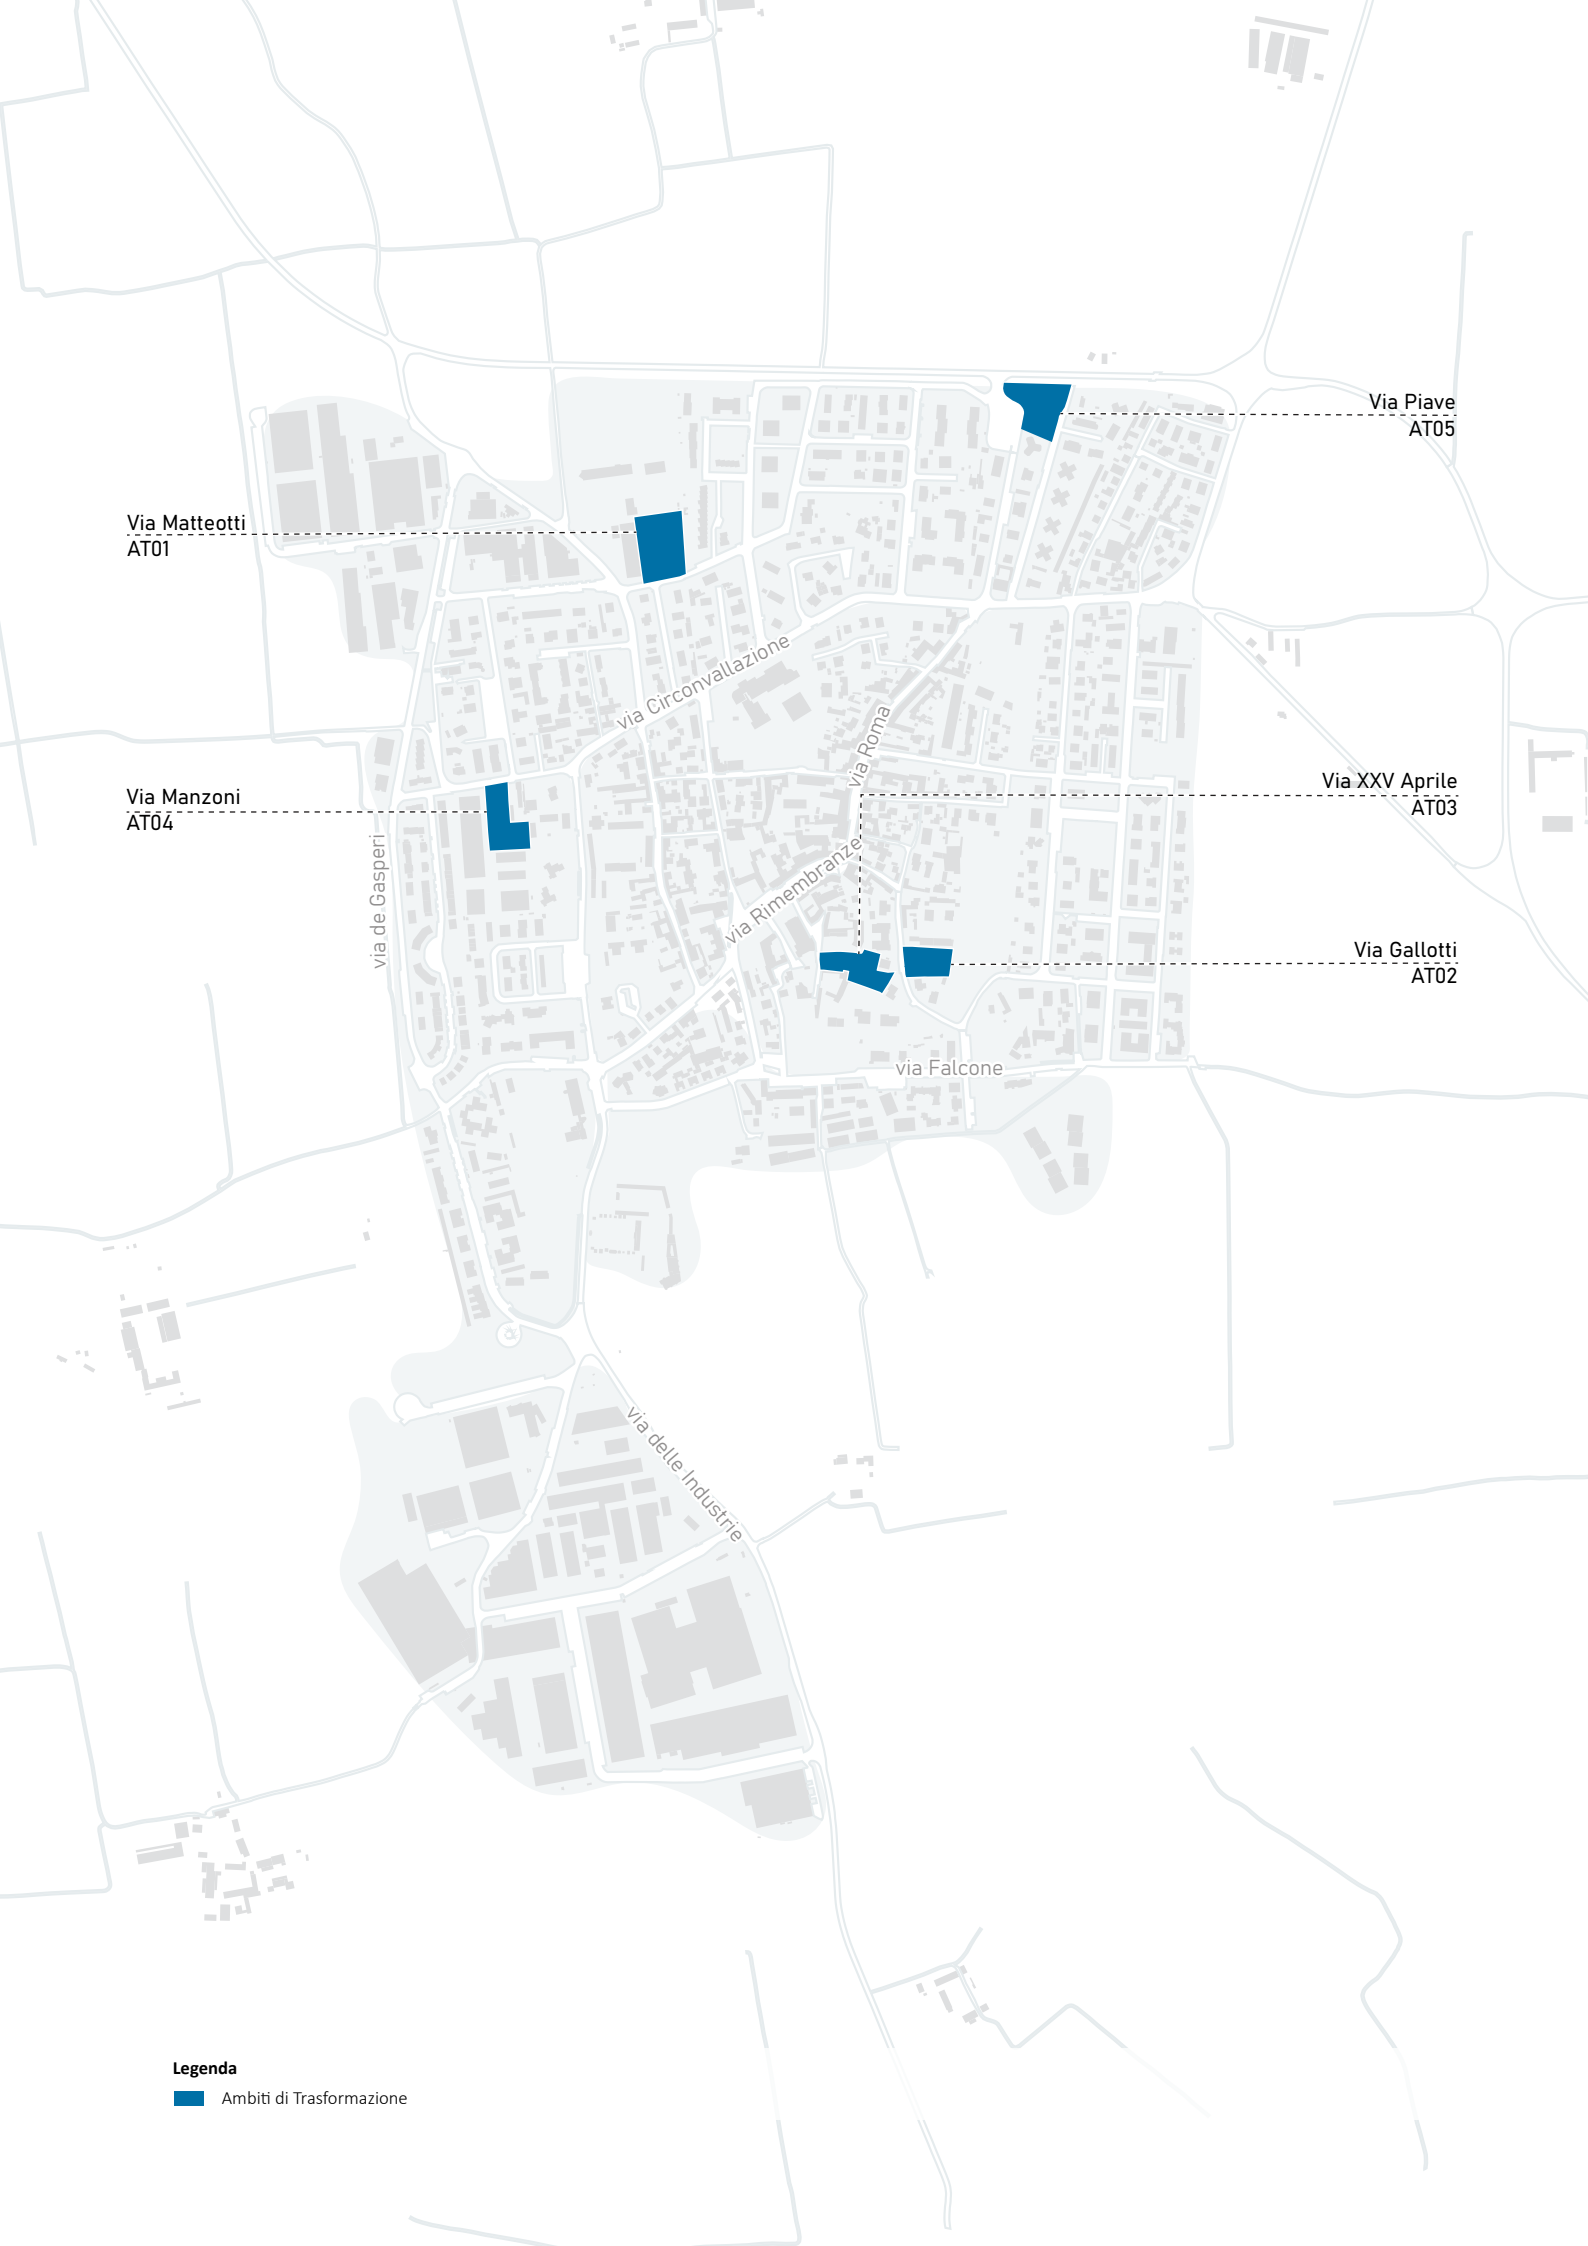 Via Piave
AT05
Via Matteotti
AT01
via Circonvallazione
via Roma
Via XXV Aprile
AT03
Via Manzoni
AT04
via de Gasperi
via Rimembranze
Via Gallotti
AT02
via Falcone
via delle Industrie
Legenda
Ambiti di Trasformazione